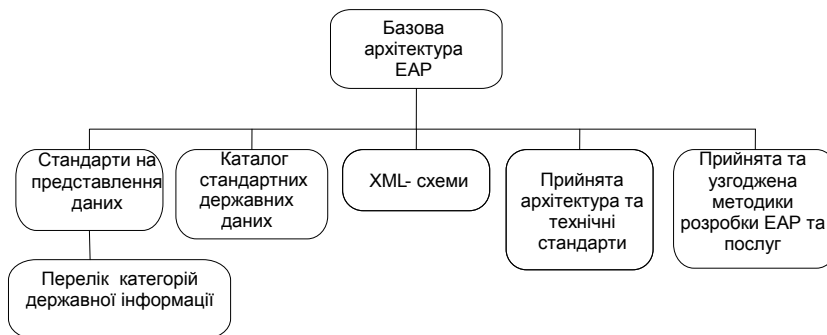 Базова
архітектура
ЕАР
Стандарти на
представлення
даних
Каталог
стандартних
державних
даних
XML- схеми
Прийнята
архітектура та
технічні
стандарти
Прийнята та
узгоджена
методики
розробки ЕАР та
послуг
Перелік категорій
державної інформації